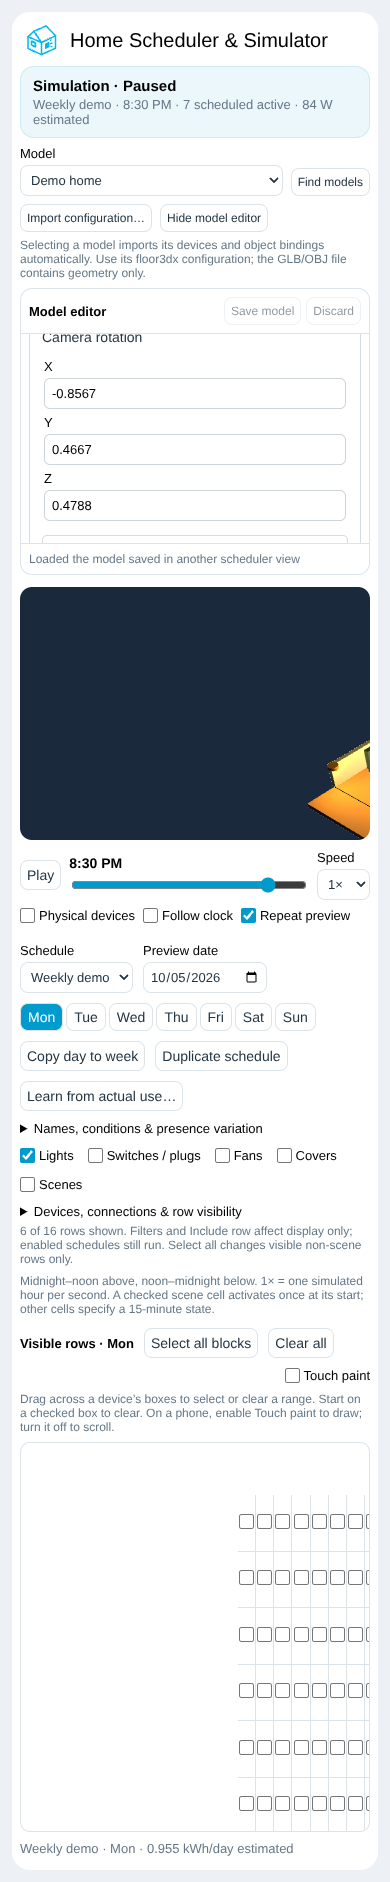 Home Scheduler & Simulator
Simulation · Paused
Weekly demo · 8:30 PM · 7 scheduled active · 84 W
estimated
Model
Demo home
Find models
Import configuration…
Hide model editor
Selecting a model imports its devices and object bindings
automatically. Use its floor3dx configuration; the GLB/OBJ file
contains geometry only.
Model editor
Save model
Discard
Camera rotation
X
-0.8567
Y
0.4667
Z
0.4788
Loaded the model saved in another scheduler view
Play
8:30 PM
Speed
1×
Physical devices
Follow clock
Repeat preview
Schedule
Preview date
Weekly demo
10/05/2026
Mon
Tue
Wed
Thu
Fri
Sat
Sun
Copy day to week
Duplicate schedule
Learn from actual use…
Names, conditions & presence variation
Lights
Switches / plugs
Fans
Covers
Scenes
Devices, connections & row visibility
6 of 16 rows shown. Filters and Include row affect display only;
enabled schedules still run. Select all changes visible non-scene
rows only.
Midnight–noon above, noon–midnight below. 1× = one simulated
hour per second. A checked scene cell activates once at its start;
other cells specify a 15-minute state.
Visible rows · Mon
Select all blocks
Clear all
Touch paint
Drag across a device's boxes to select or clear a range. Start on
a checked box to clear. On a phone, enable Touch paint to draw;
turn it off to scroll.
Weekly demo · Mon · 0.955 kWh/day estimated